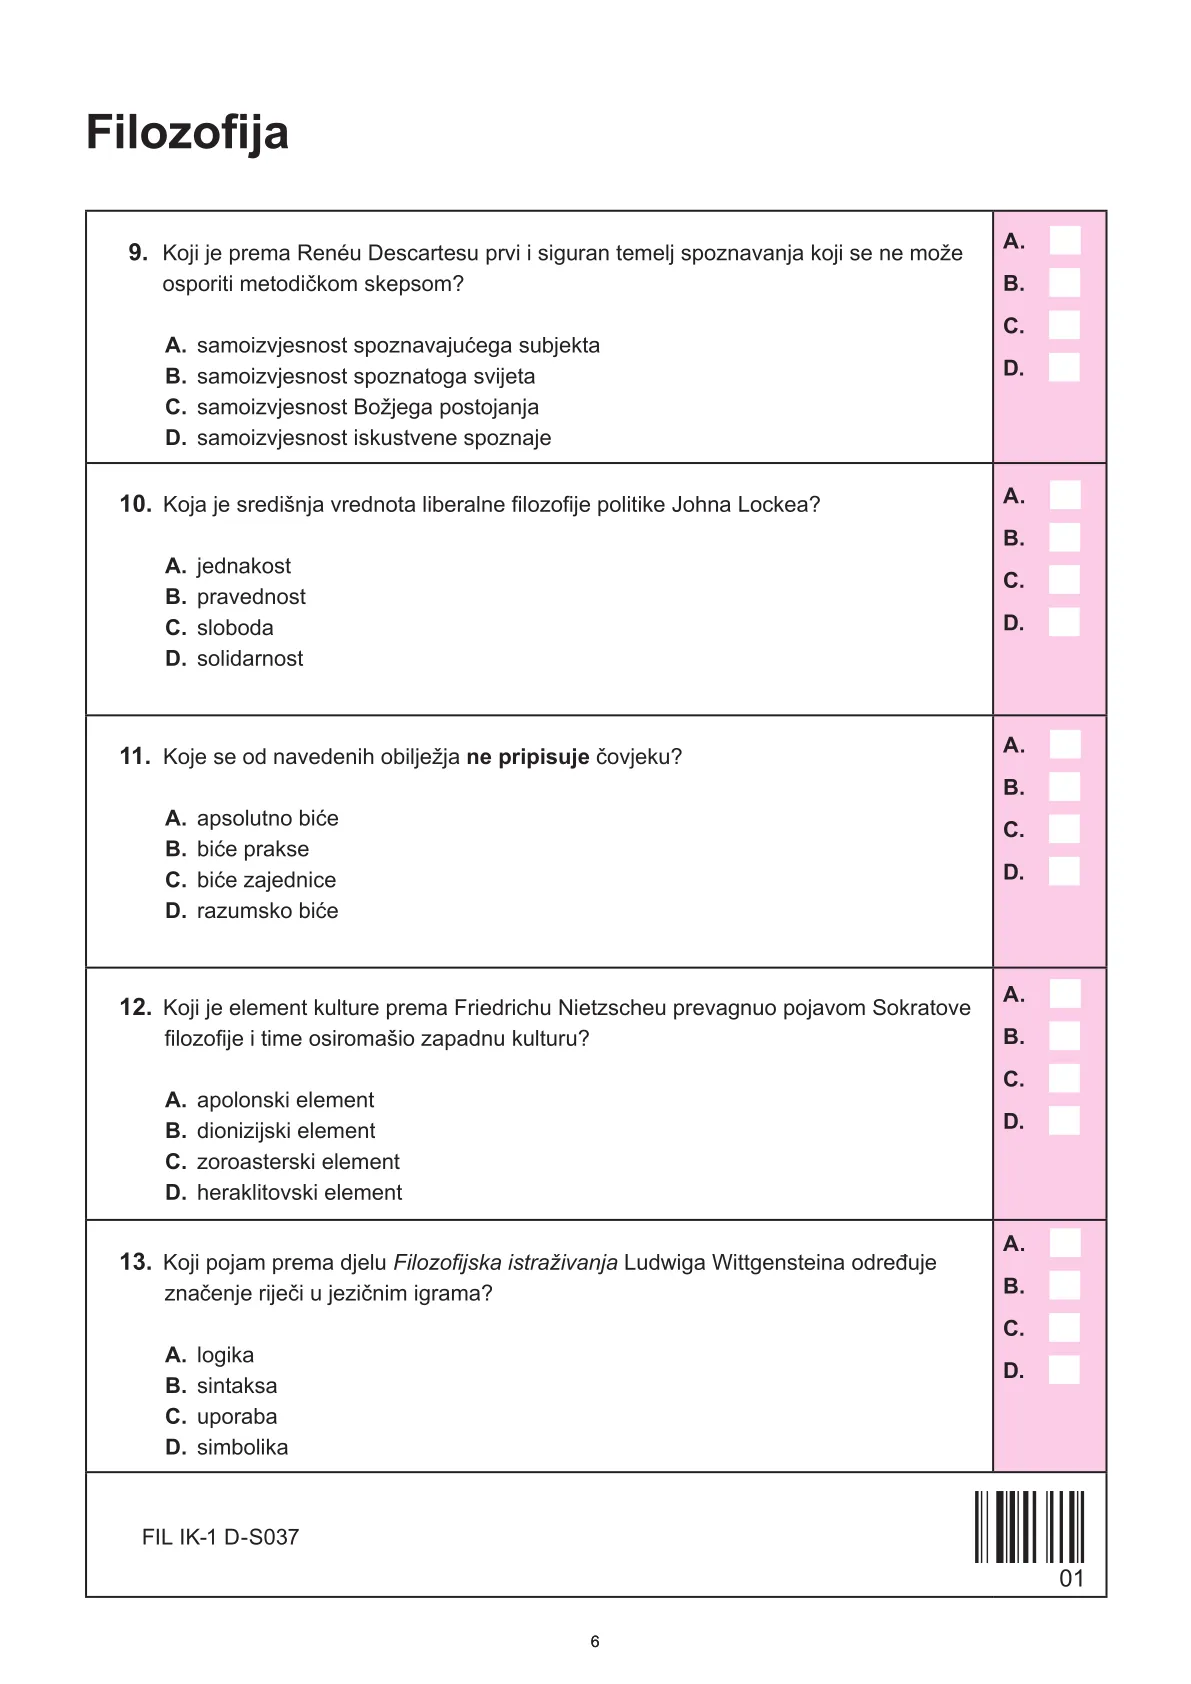 Filozofija
9. Koji je prema Renéu Descartesu prvi i siguran temelj spoznavanja koji se ne može
osporiti metodičkom skepsom?
A. samoizvjesnost spoznavajućega subjekta
B. samoizvjesnost spoznatoga svijeta
C. samoizvjesnost Božjega postojanja
D. samoizvjesnost iskustvene spoznaje
A.
B.
C.
D.
10. Koja je središnja vrednota liberalne filozofije politike Johna Lockea?
A. jednakost
B. pravednost
C. sloboda
D. solidarnost
A.
B.
C.
D.
11. Koje se od navedenih obilježja ne pripisuje čovjeku?
A. apsolutno biće
B. biće prakse
C. biće zajednice
D. razumsko biće
A.
B.
C.
D.
12. Koji je element kulture prema Friedrichu Nietzscheu prevagnuo pojavom Sokratove
filozofije i time osiromašio zapadnu kulturu?
A. apolonski element
B. dionizijski element
C. zoroasterski element
D. heraklitovski element
A.
B.
C.
D.
13. Koji pojam prema djelu Filozofijska istraživanja Ludwiga Wittgensteina određuje
značenje riječi u jezičnim igrama?
A. logika
B. sintaksa
C. uporaba
D. simbolika
A.
B.
C.
D.
FIL IK-1 D-S037
01
6